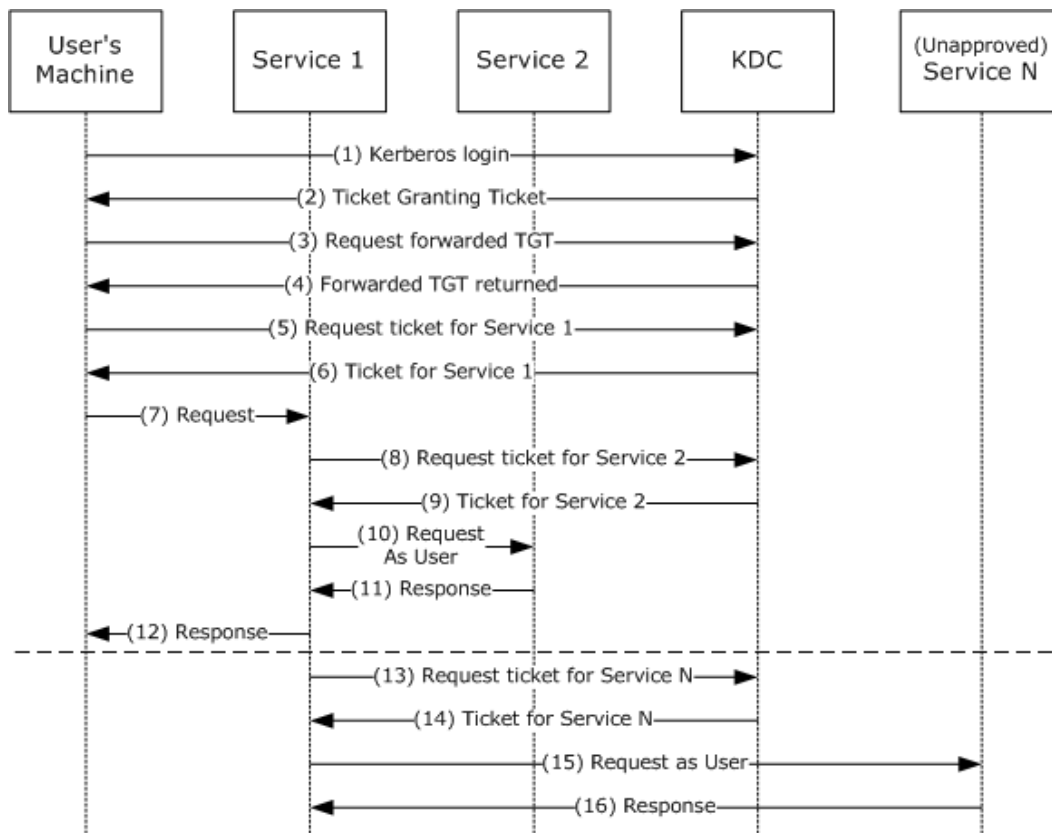 User's
Machine
Service 1
Service 2
KDC
(Unapproved)
Service N
(1) Kerberos login
(2) Ticket Granting Ticket
(3) Request forwarded TGT
(4) Forwarded TGT returned
(5) Request ticket for Service 1
(6) Ticket for Service 1
(7) Request
(8) Request ticket for Service 2
(9) Ticket for Service 2
(10) Request
As User
(11) Response
(12) Response
(13) Request ticket for Service N
(14) Ticket for Service N
(15) Request as User
(16) Response